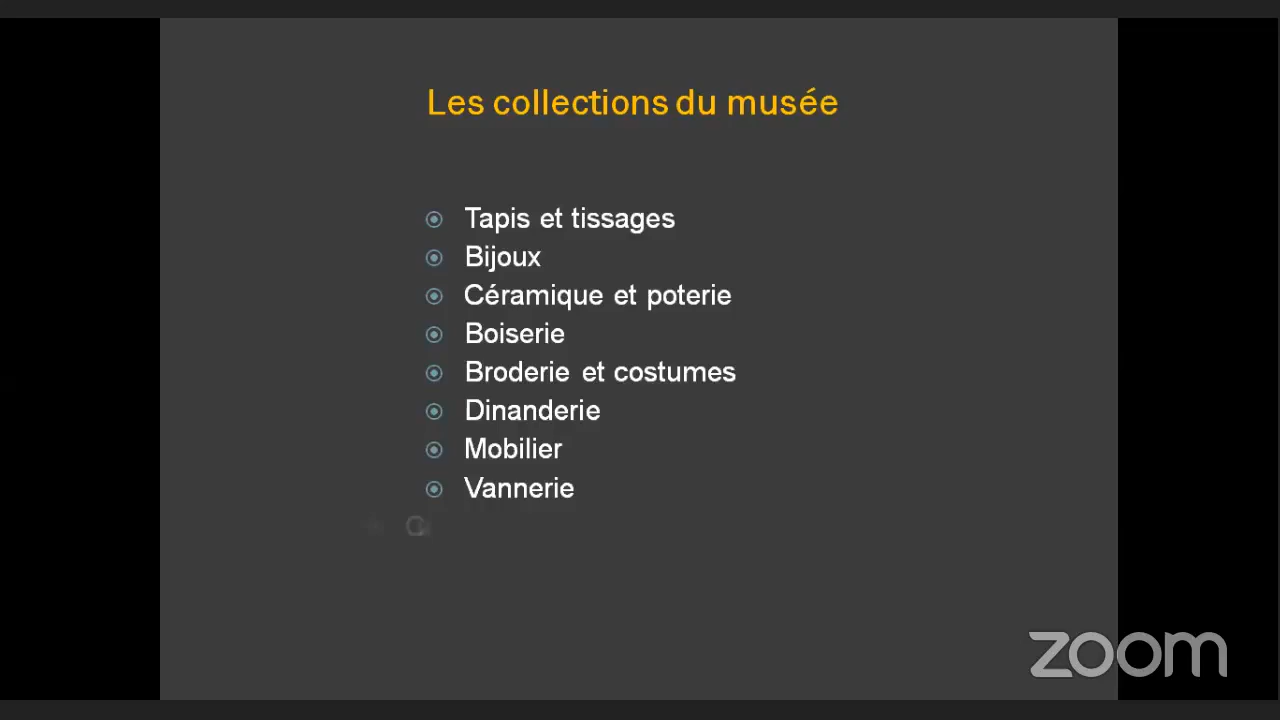 Les collections du musée
Tapis et tissages
Bijoux
Céramique et poterie
Boiserie
Broderie et costumes
Dinanderie
Mobilier
Vannerie
zoom